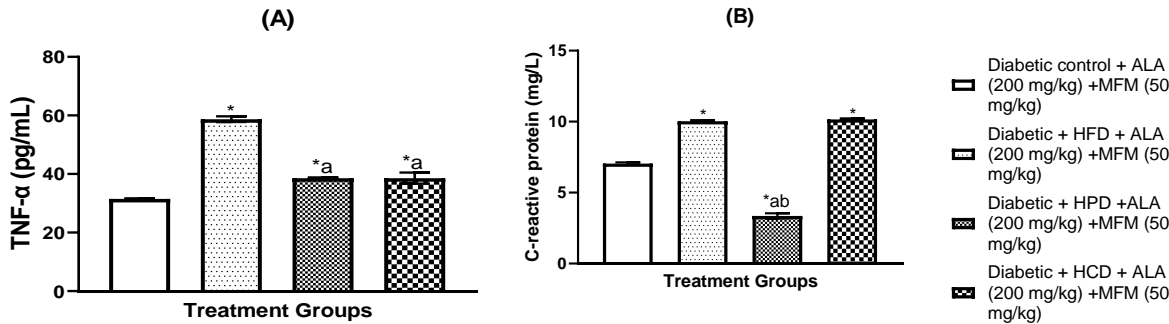 (A)
TNF-α (pg/mL)
80
60
40
20
0
*
*a
*a
Treatment Groups
(B)
C-reactive protein (mg/L)
15
10
5
0
*
*ab
*
Treatment Groups
Diabetic control + ALA
(200 mg/kg) +MFM (50
mg/kg)
Diabetic + HFD + ALA
(200 mg/kg) +MFM (50
mg/kg)
Diabetic + HPD +ALA
(200 mg/kg) +MFM (50
mg/kg)
Diabetic + HCD + ALA
(200 mg/kg) +MFM (50
mg/kg)